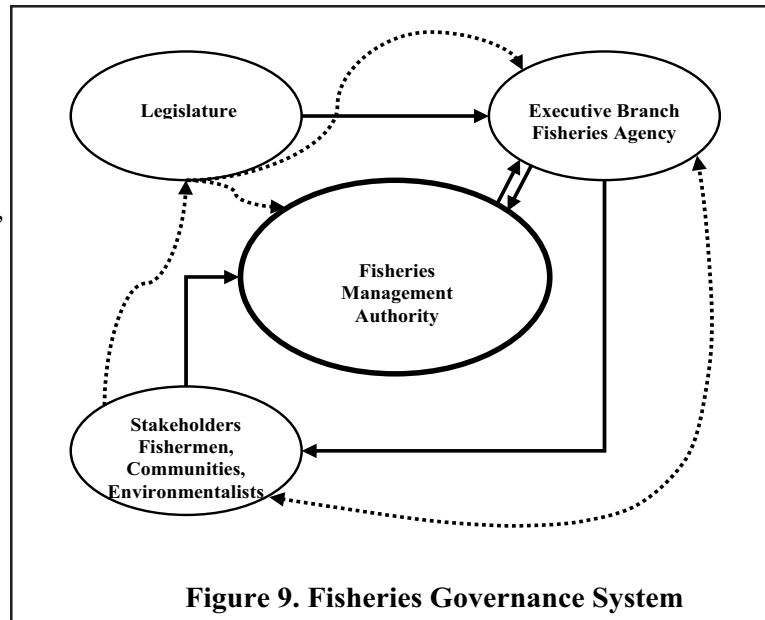 Legislature
Executive Branch
Fisheries Agency
,
Fisheries
Management
Authority
Stakeholders
Fishermen,
Communities,
Environmentalists
Figure 9. Fisheries Governance System